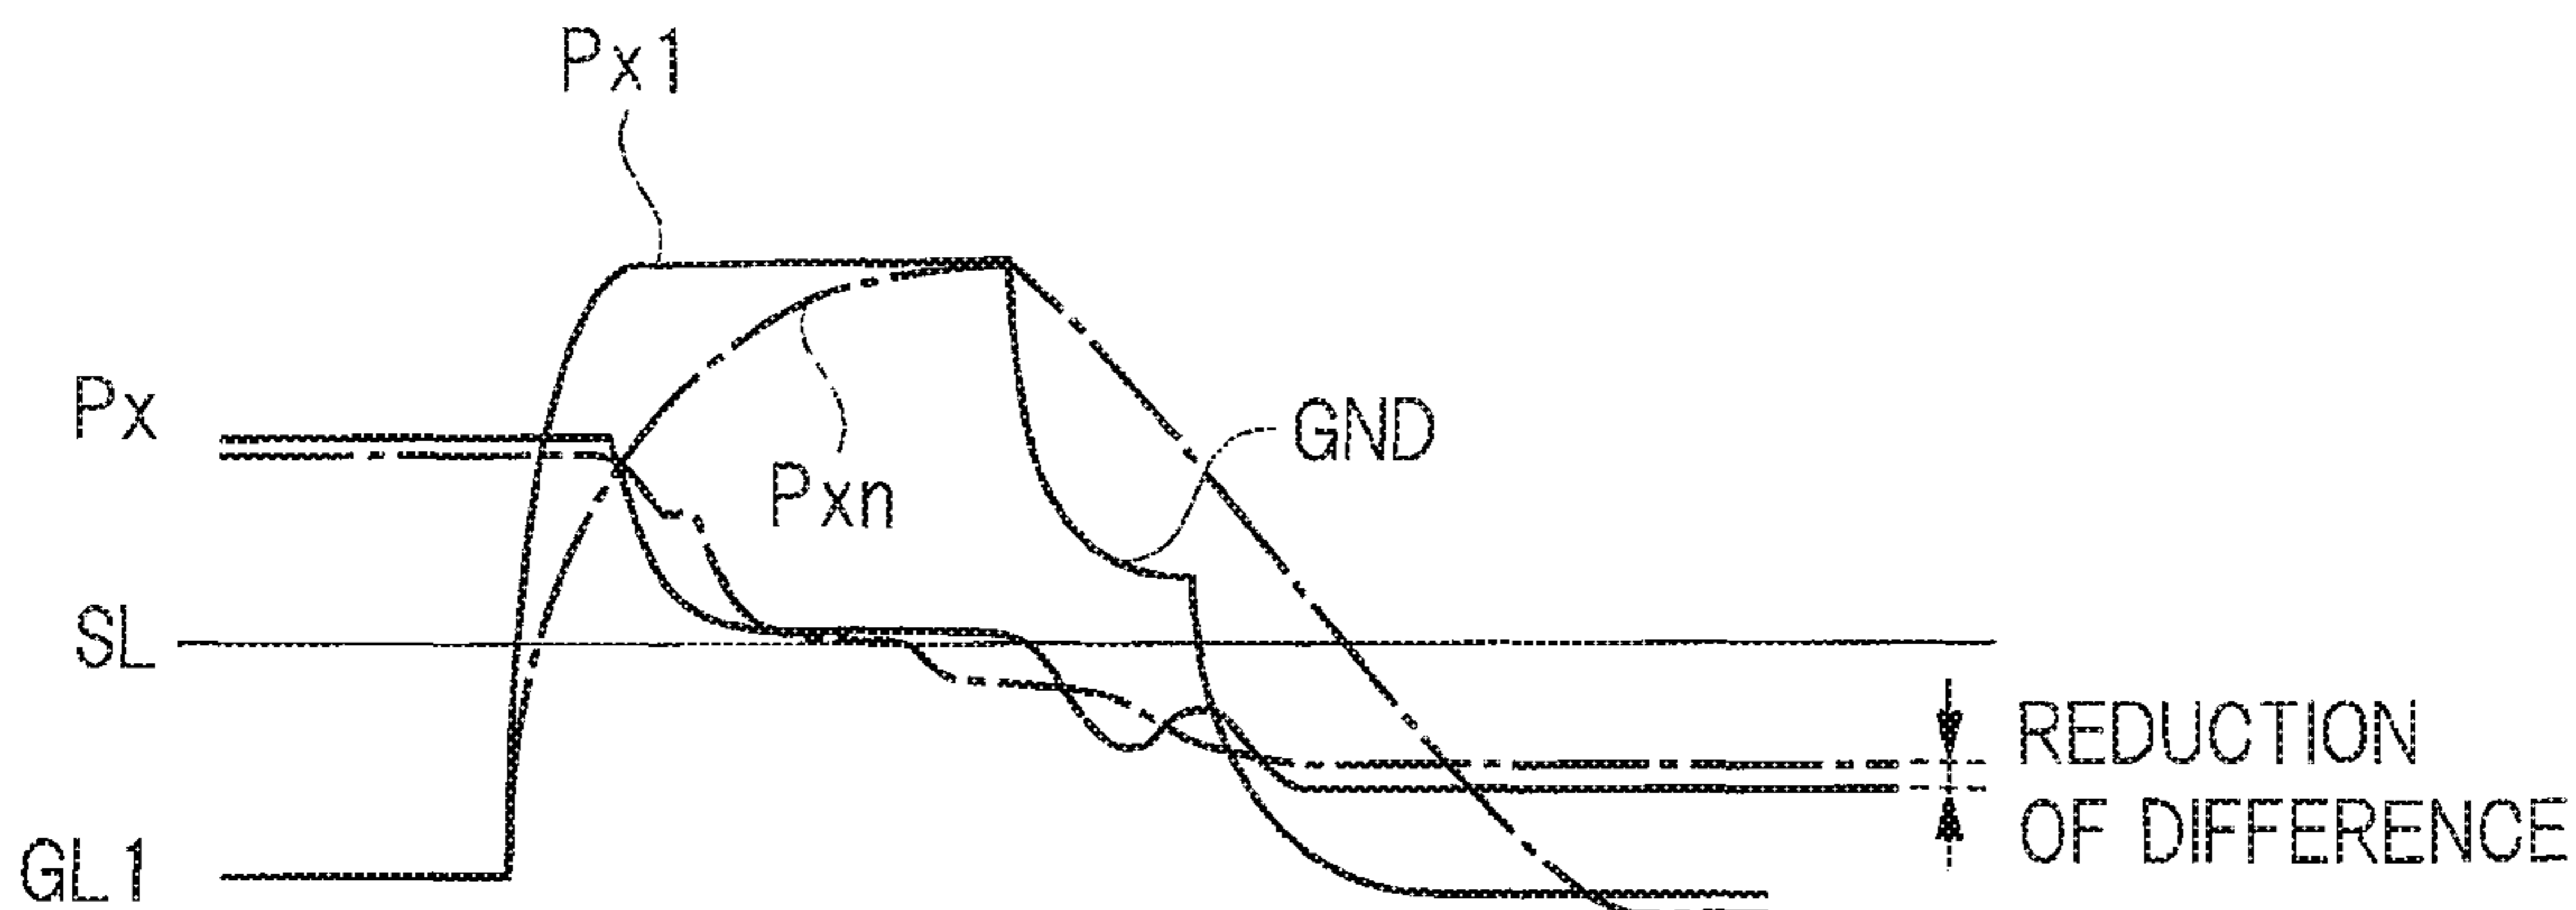 Px1
Px
GND
Pxn
SL
REDUCTION
OF DIFFERENCE
GL1